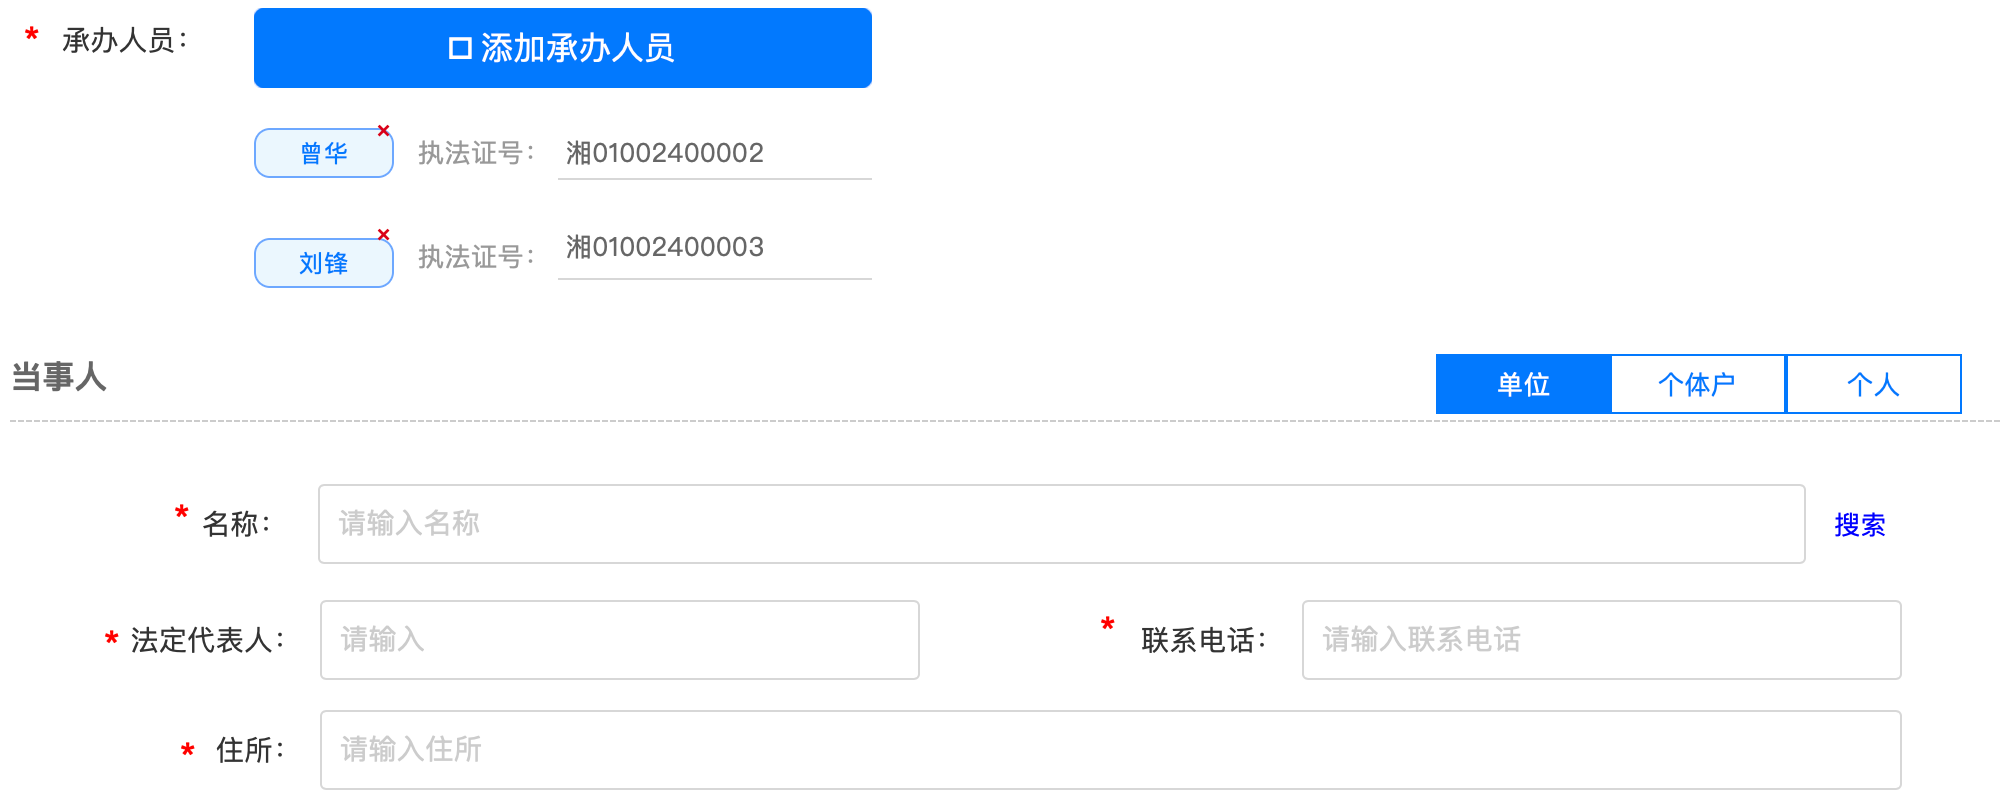 * 承办人员：
添加承办人员
曾华 × 执法证号： 湘01002400002
刘锋 × 执法证号： 湘01002400003
当事人
单位 个体户 个人
* 名称： 请输入名称 搜索
* 法定代表人： 请输入 * 联系电话： 请输入联系电话
* 住所： 请输入住所